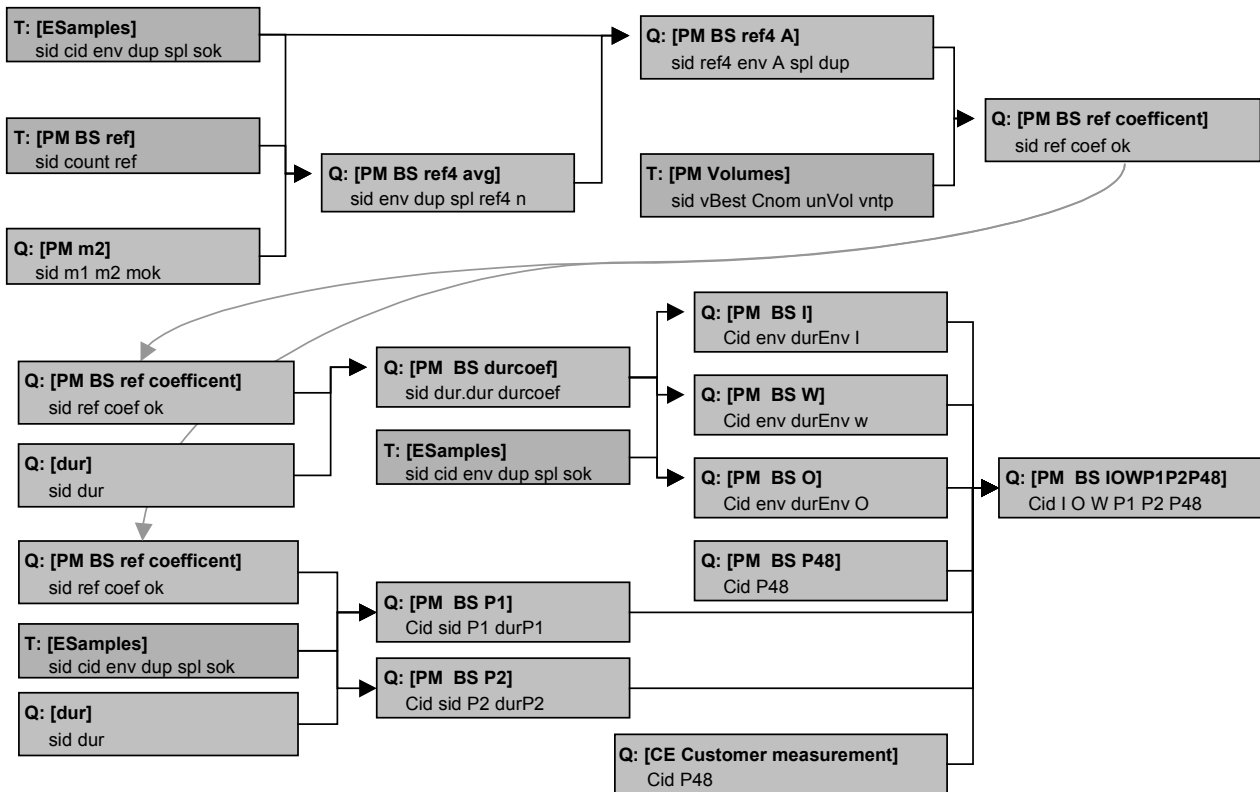 T: [ESamples]
sid cid env dup spl sok
Q: [PM BS ref4 A]
sid ref4 env A spl dup
T: [PM BS ref]
sid count ref
Q: [PM BS ref coefficent]
sid ref coef ok
Q: [PM BS ref4 avg]
sid env dup spl ref4 n
T: [PM Volumes]
sid vBest Cnom unVol vntp
Q: [PM m2]
sid m1 m2 mok
Q: [PM  BS I]
Cid env durEnv I
Q: [PM BS ref coefficent]
sid ref coef ok
Q: [PM  BS durcoef]
sid dur.dur durcoef
Q: [PM  BS W]
Cid env durEnv w
Q: [dur]
sid dur
T: [ESamples]
sid cid env dup spl sok
Q: [PM  BS O]
Cid env durEnv O
Q: [PM  BS IOWP1P2P48]
Cid I O W P1 P2 P48
Q: [PM BS ref coefficent]
sid ref coef ok
Q: [PM  BS P48]
Cid P48
Q: [PM  BS P1]
Cid sid P1 durP1
T: [ESamples]
sid cid env dup spl sok
Q: [PM  BS P2]
Cid sid P2 durP2
Q: [dur]
sid dur
Q: [CE Customer measurement]
Cid P48